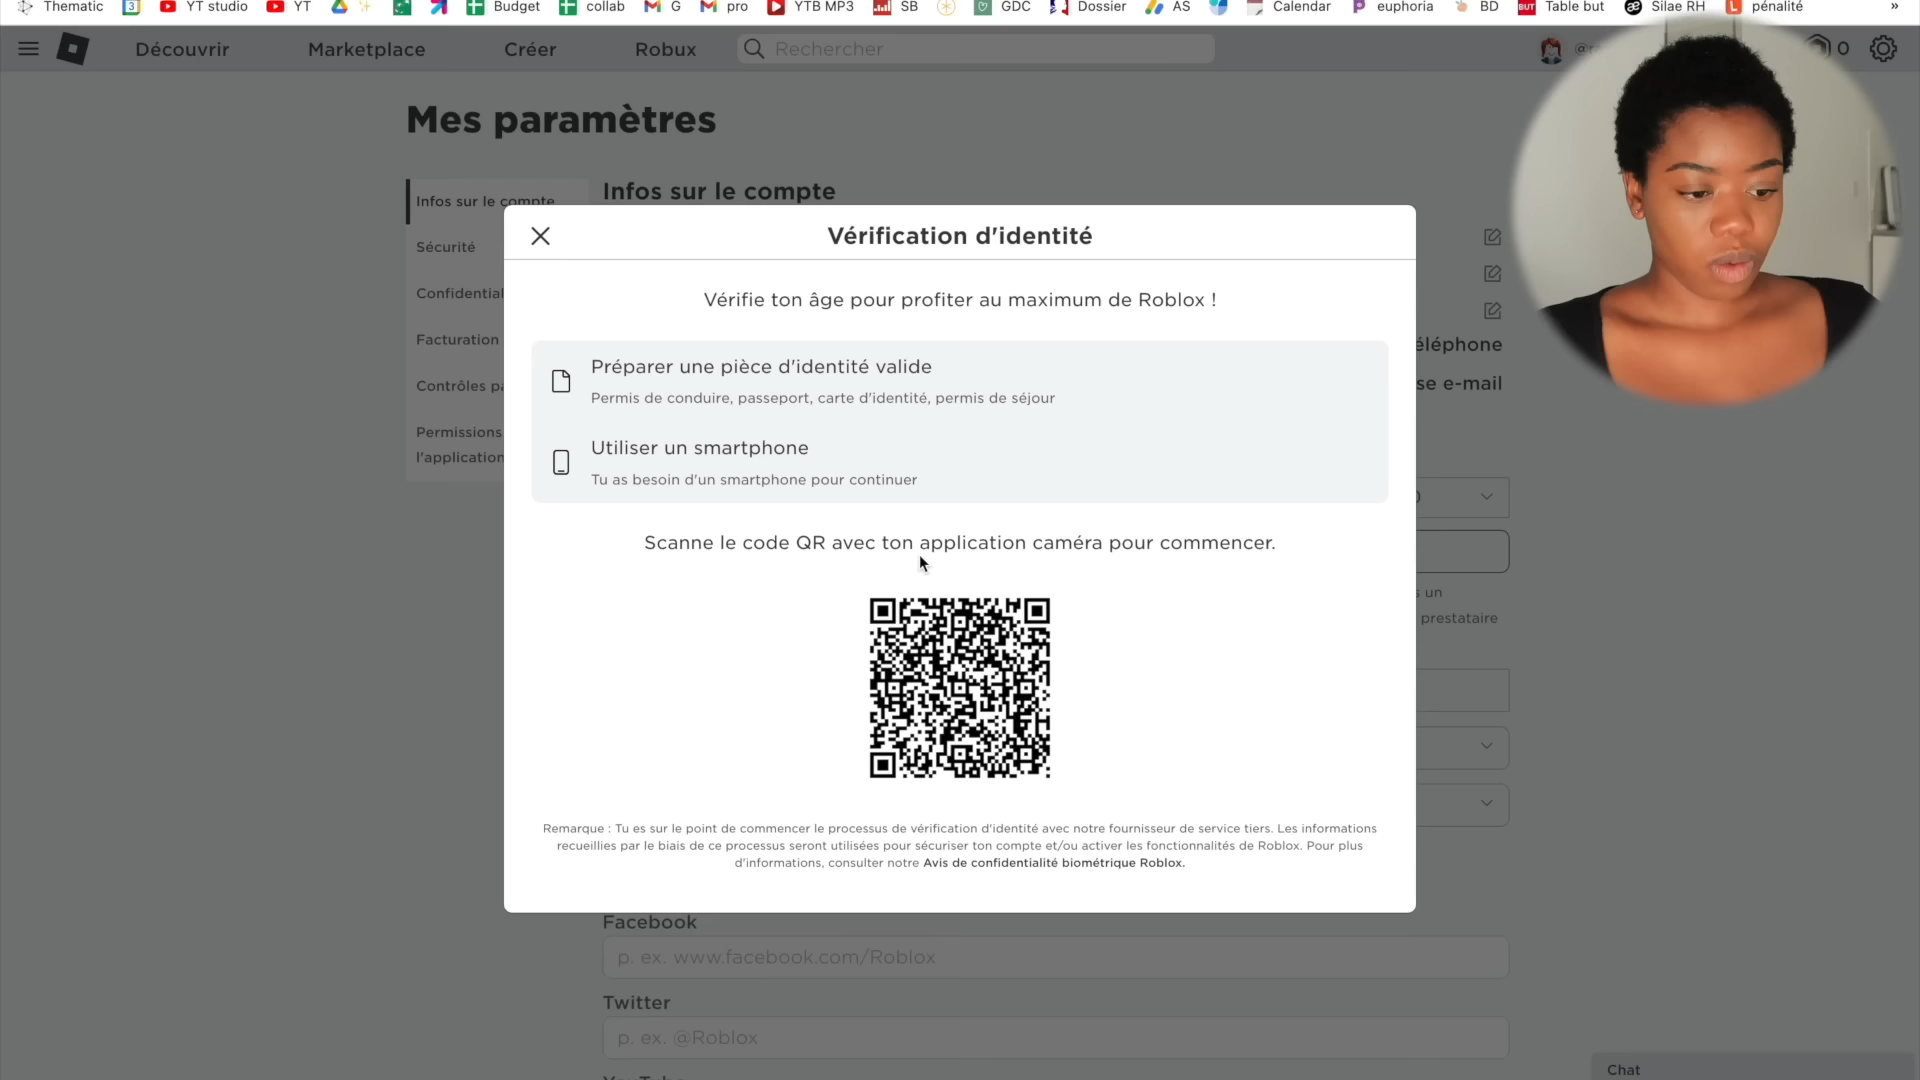 Thematic
YT studio
YT
Budget
collab
G
pro
YTB MP3
SB
GDC
Dossier
AS
Calendar
euphoria
BD
BUT
Table but
Silae RH
pénalité
»
Découvrir
Marketplace
Créer
Robux
Rechercher
0
Mes paramètres
Infos sur le compte
Infos sur le compte
Sécurité
Facturation
Permissions
l'application
éléphone
Vérification d'identité
Vérifie ton âge pour profiter au maximum de Roblox !
Préparer une pièce d'identité valide
Permis de conduire, passeport, carte d'identité, permis de séjour
Utiliser un smartphone
Tu as besoin d'un smartphone pour continuer
Scanne le code QR avec ton application caméra pour commencer.
Remarque : Tu es sur le point de commencer le processus de vérification d'identité avec notre fournisseur de service tiers. Les informations
recueillies par le biais de ce processus seront utilisées pour sécuriser ton compte et/ou activer les fonctionnalités de Roblox. Pour plus
d'informations, consulter notre Avis de confidentialité biométrique Roblox.
se e-mail
un
prestataire
Facebook
p. ex. www.facebook.com/Roblox
Twitter
p. ex. @Roblox
Chat